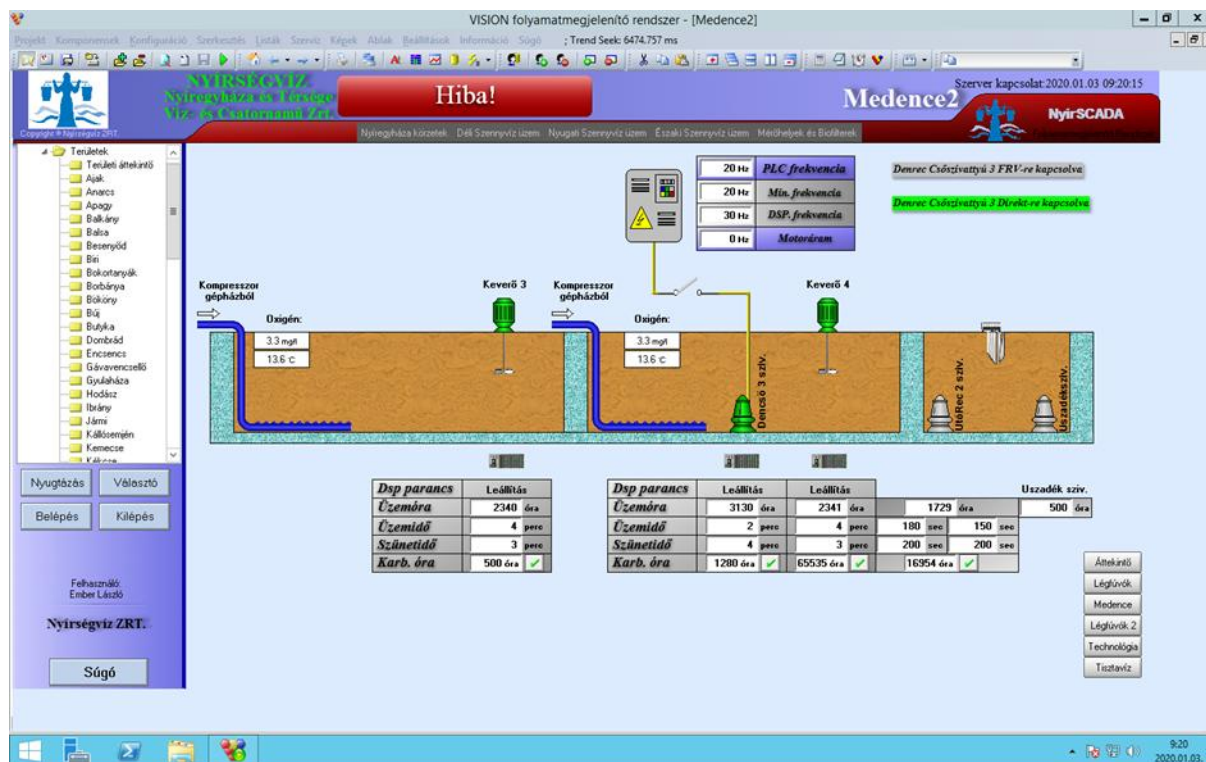 VISION folyamatmegjelenítő rendszer - [Medence2]
Projekt Komponensek Konfiguráció Szerkesztés Listák Szerviz Képek Ablak Beállítások Információ Súgó ; Trend Seek: 6474.757 ms
NYÍRSÉGVÍZ
Nyíregyháza és Térsége
Víz- és Csatornamű Zrt.
Copyright © Nyírségvíz ZRT.
Hiba!
Medence2
Szerver kapcsolat:2020.01.03 09:20:15
NyirSCADA
Nyíregyháza körzetek Déli Szennyvíz üzem Nyugati Szennyvíz üzem Északi Szennyvíz üzem Mérőhelyek és Biofilterek
Területek
Területi áttekintő
Ajak
Anarcs
Apagy
Balkány
Balsa
Besenyőd
Biri
Bokortanyák
Borbánya
Bököny
Búj
Butyka
Dombrád
Encsencs
Gávavencsellő
Gyulaháza
Hodász
Ibrány
Jármi
Kállósemjén
Kemecse
Kékcse
Nyugtázás Választó
Belépés Kilépés
Felhasználó:
Ember László
Nyírségvíz ZRT.
Súgó
20 Hz PLC frekvencia
20 Hz Min. frekvencia
30 Hz DSP. frekvencia
0 Hz Motoráram
Denrec Csőszivattyú 3 FRV-re kapcsolva
Denrec Csőszivattyú 3 Direkt-re kapcsolva
Kompresszor
gépházból
Oxigén:
3.3 mg/l
13.6 °C
Keverő 3
Kompresszor
gépházból
Oxigén:
3.3 mg/l
13.6 °C
Keverő 4
Dencső 3 sziv.
UtóRec 2 sziv.
Uszadéksziv.
Dsp parancs Leállítás
Üzemóra 2340 óra
Üzemidő 4 perc
Szünetidő 3 perc
Karb. óra 500 óra
Dsp parancs Leállítás Leállítás Uszadék sziv.
Üzemóra 3130 óra 2341 óra 1729 óra 500 óra
Üzemidő 2 perc 4 perc 180 sec 150 sec
Szünetidő 4 perc 3 perc 200 sec 200 sec
Karb. óra 1280 óra 65535 óra 16954 óra
Áttekintő
Légfúvók
Medence
Légfúvók 2
Technológia
Tisztavíz
9:20
2020.01.03.